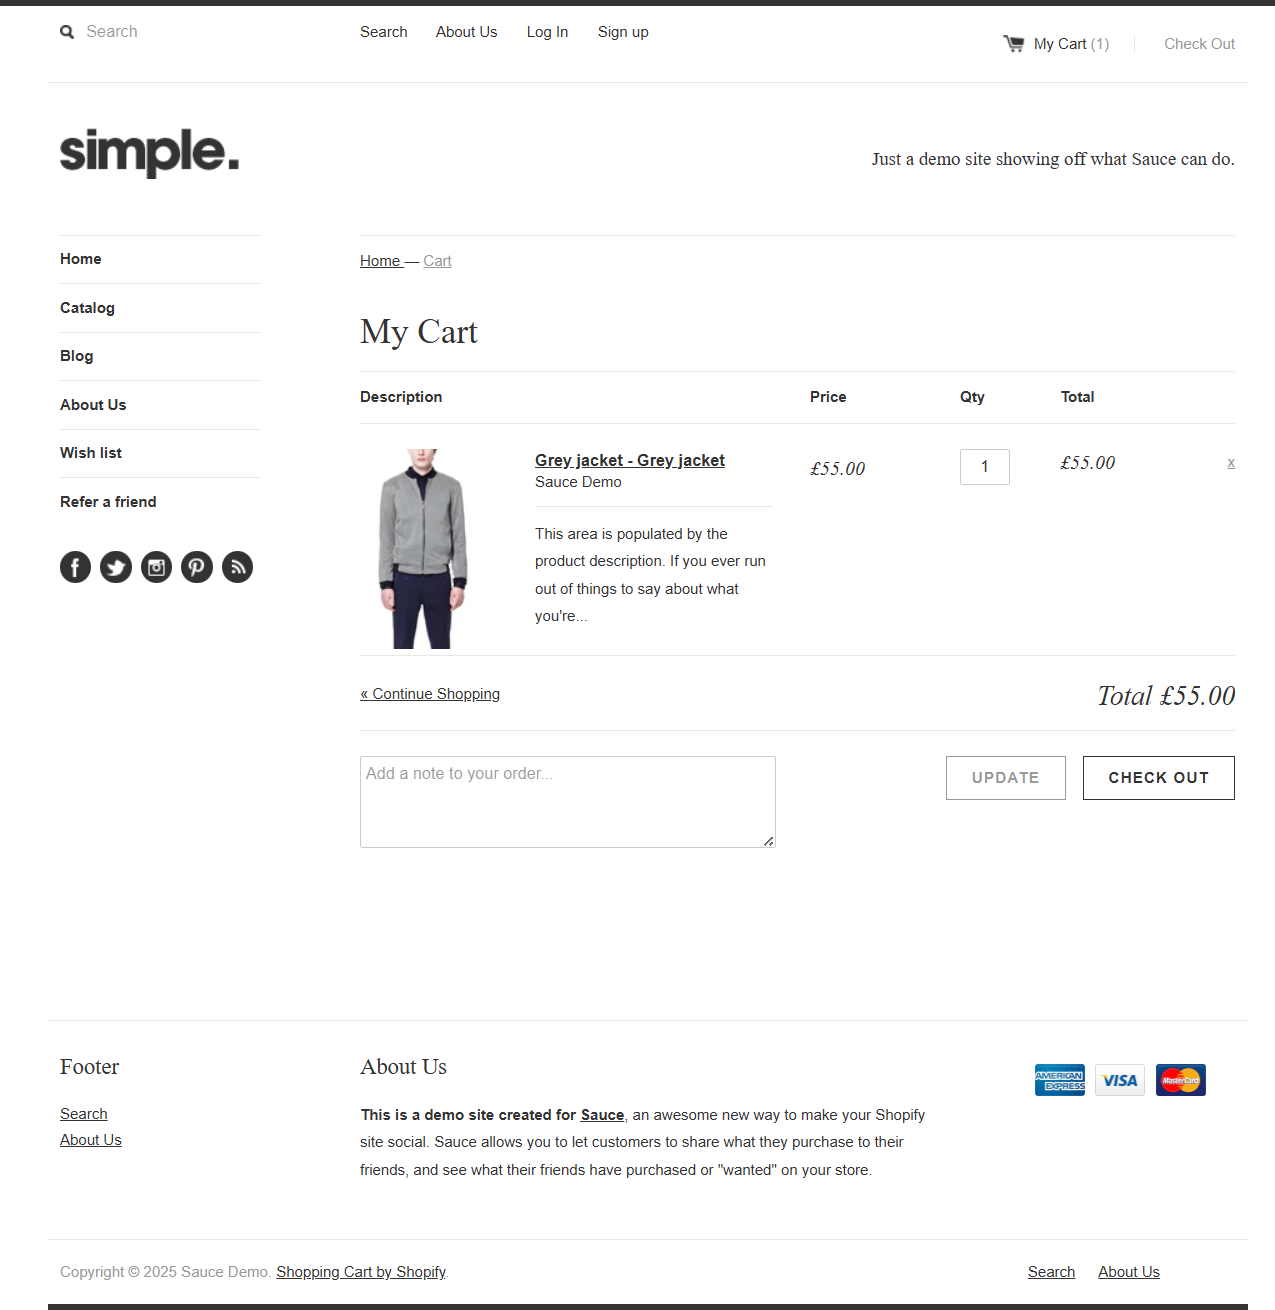 Search
Search About Us Log In Sign up
My Cart (1) Check Out
simple.
Just a demo site showing off what Sauce can do.
Home
Catalog
Blog
About Us
Wish list
Refer a friend
Home — Cart
My Cart
Description Price Qty Total
Grey jacket - Grey jacket
Sauce Demo
£55.00 1 £55.00 x
This area is populated by the
product description. If you ever run
out of things to say about what
you're...
« Continue Shopping
Total £55.00
Add a note to your order...
UPDATE CHECK OUT
Footer
Search
About Us
About Us
This is a demo site created for Sauce, an awesome new way to make your Shopify
site social. Sauce allows you to let customers to share what they purchase to their
friends, and see what their friends have purchased or "wanted" on your store.
AMERICAN EXPRESS VISA MasterCard
Copyright © 2025 Sauce Demo. Shopping Cart by Shopify.
Search About Us